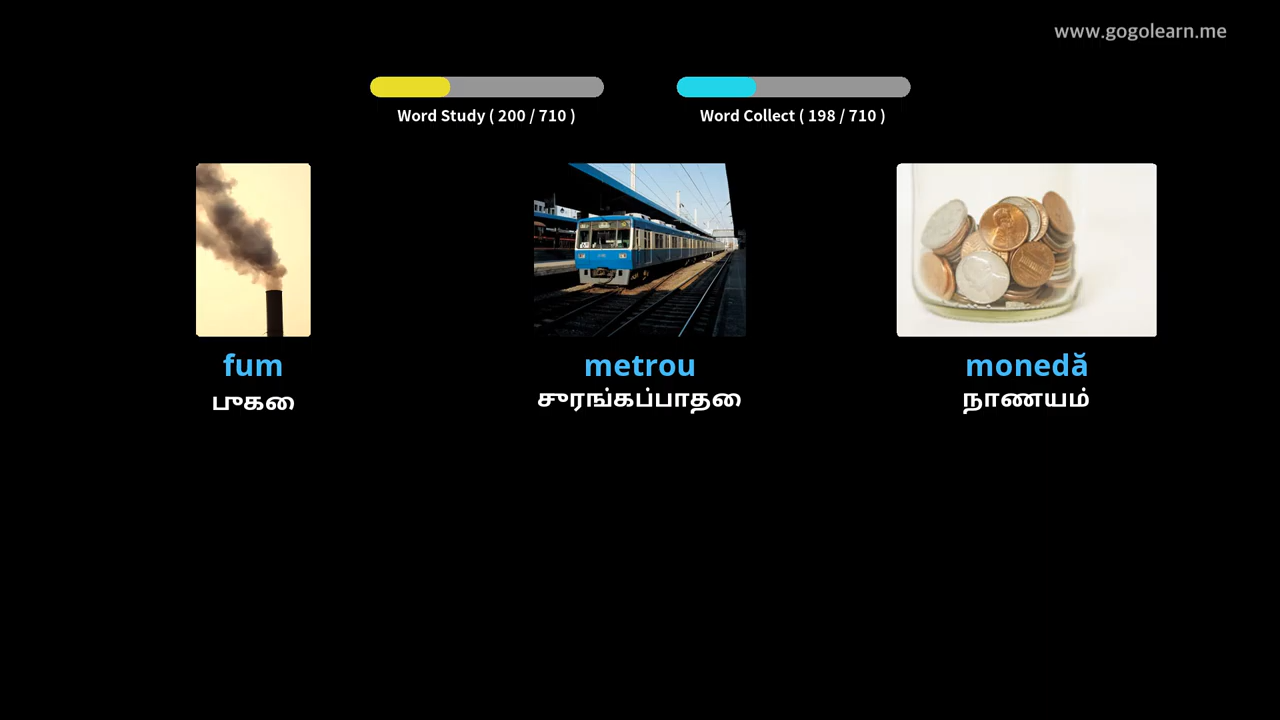 www.gogolearn.me
Word Study ( 200 / 710 )
Word Collect ( 198 / 710 )
fum
metrou
monedă
புகை
சுரங்கப்பாதை
நாணயம்